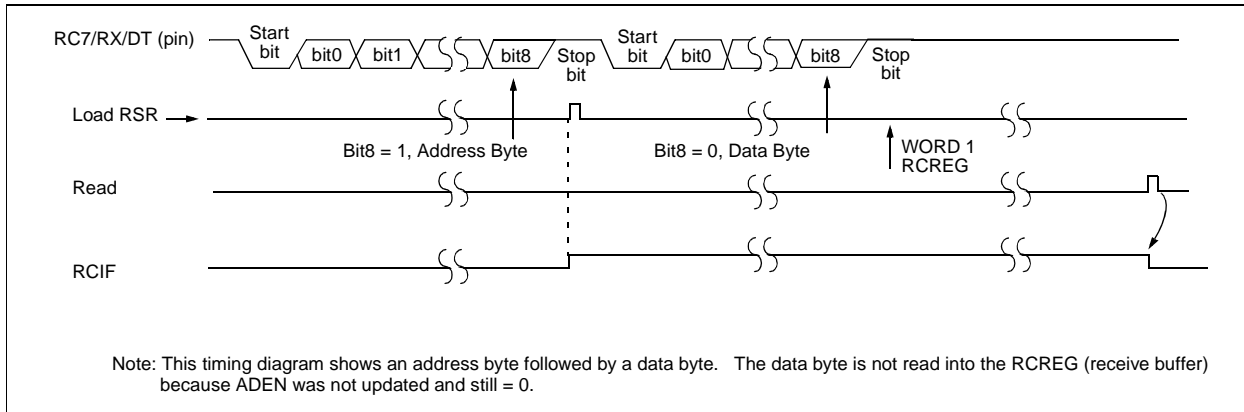 RC7/RX/DT (pin)
Start
bit
bit0
bit1
bit8
Stop
bit
Start
bit
bit0
bit8
Stop
bit
Load RSR
Bit8 = 1, Address Byte
Bit8 = 0, Data Byte
WORD 1
RCREG
Read
RCIF
Note: This timing diagram shows an address byte followed by a data byte. The data byte is not read into the RCREG (receive buffer)
because ADEN was not updated and still = 0.